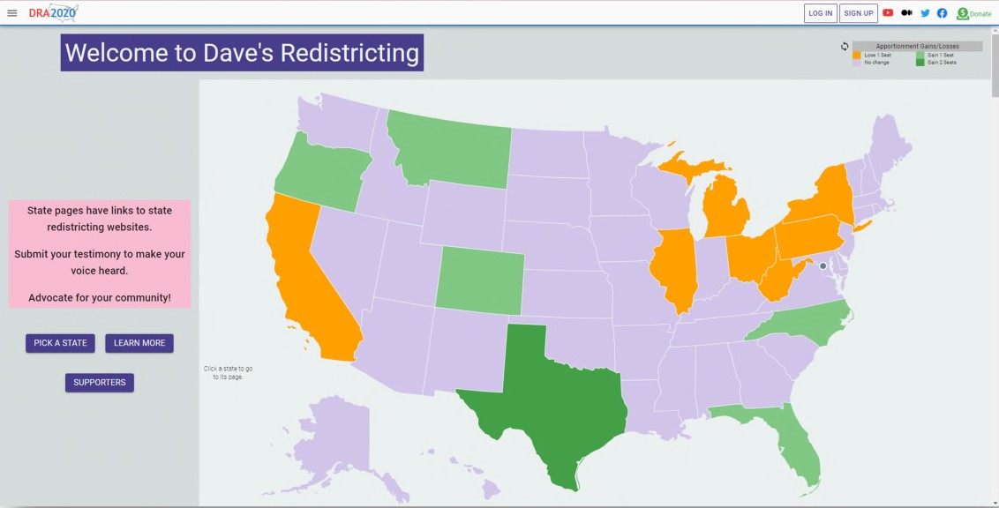 DRA2020
LOG IN
SIGN UP
Donate
Welcome to Dave's Redistricting
Apportionment Gains/Losses
Lose 1 Seat
Gain 1 Seat
No change
Gain 2 Seats
State pages have links to state
redistricting websites.
Submit your testimony to make your
voice heard.
Advocate for your community!
PICK A STATE
LEARN MORE
SUPPORTERS
Click a state to go
to its page.